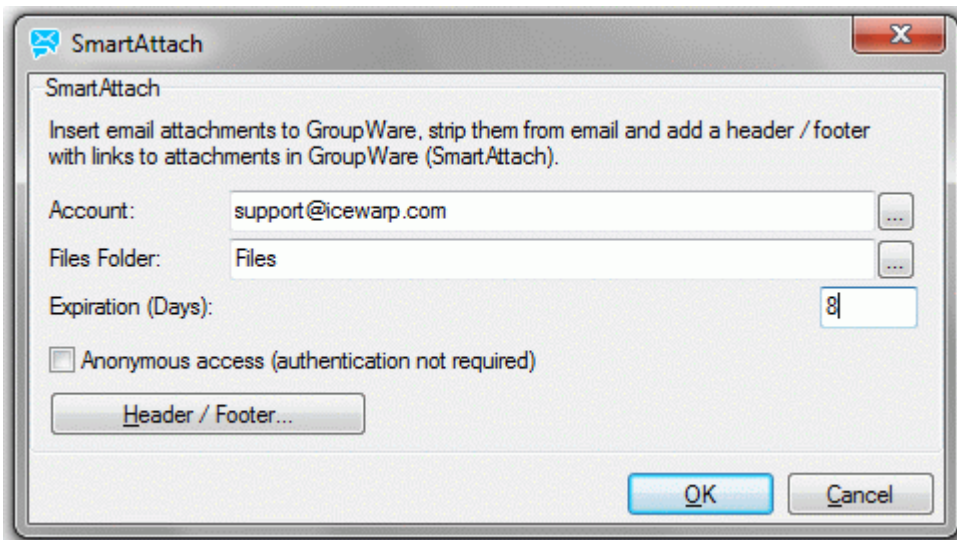 SmartAttach
SmartAttach
Insert email attachments to GroupWare, strip them from email and add a header / footer
with links to attachments in GroupWare (SmartAttach).
Account: support@icewarp.com ...
Files Folder: Files ...
Expiration (Days): 8
Anonymous access (authentication not required)
Header / Footer...
OK Cancel